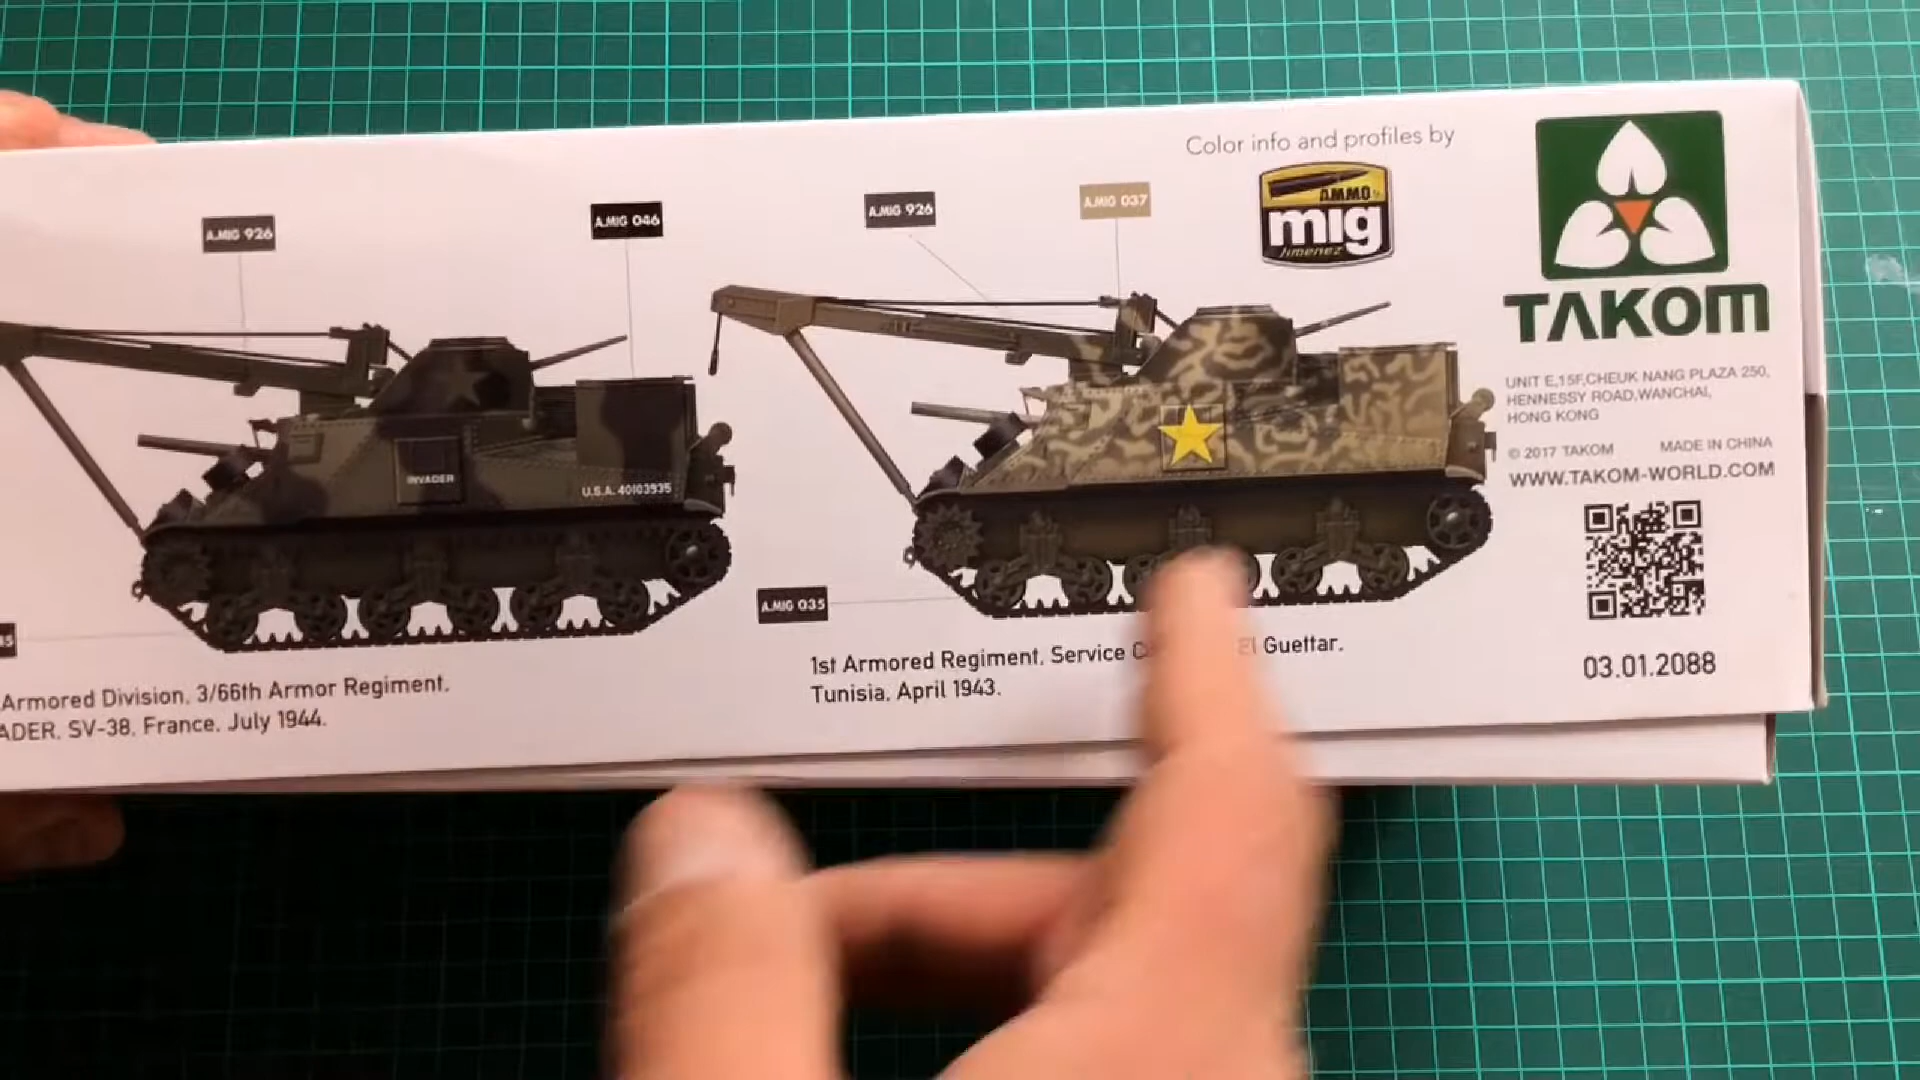 Color info and profiles by
AMMO
mig
Jimenez
TAKOM
UNIT E,15F,CHEUK NANG PLAZA 250,
HENNESSY ROAD,WANCHAI,
HONG KONG
© 2017 TAKOM MADE IN CHINA
WWW.TAKOM-WORLD.COM
03.01.2088
A.MIG 926
A.MIG 046
A.MIG 926
A.MIG 037
INVADER
U.S.A. 40103935
A.MIG 035
Armored Division. 3/66th Armor Regiment.
SV-38. France. July 1944.
1st Armored Regiment. Service El Guettar.
Tunisia. April 1943.